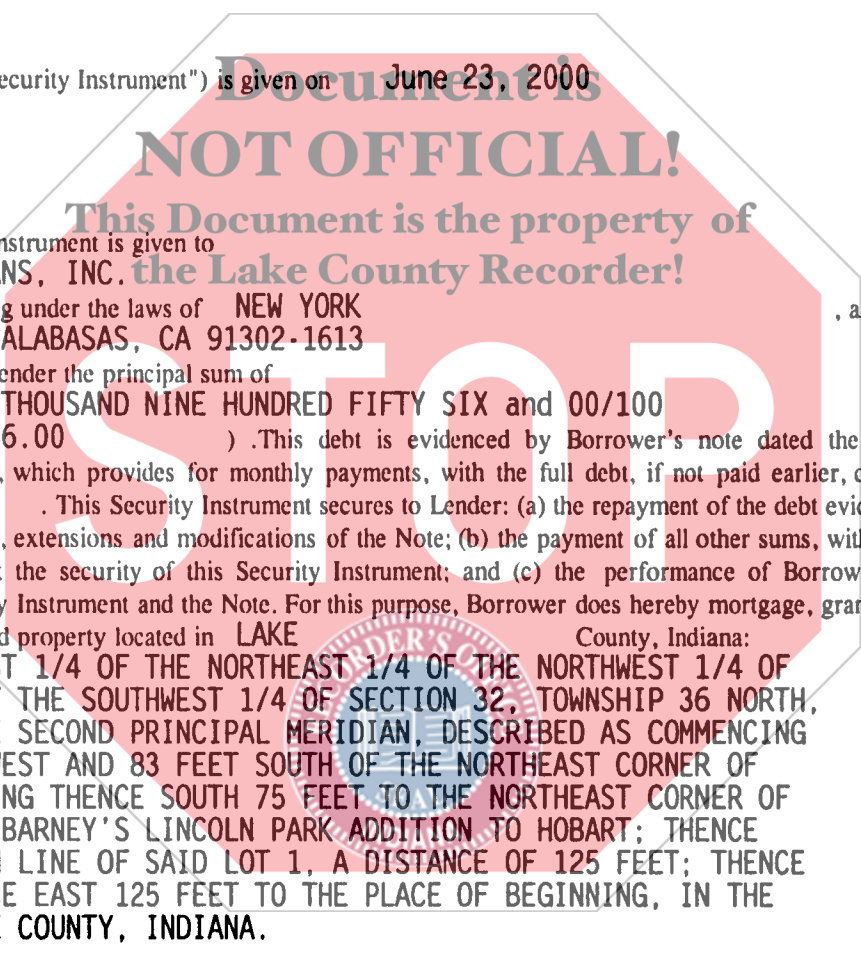 Document is
ecurity Instrument") is given on June 23, 2000
NOT OFFICIAL!
This Document is the property of
nstrument is given to
the Lake County Recorder!
NS, INC.
g under the laws of NEW YORK , a
ALABASAS, CA 91302-1613
ender the principal sum of
THOUSAND NINE HUNDRED FIFTY SIX and 00/100
6.00 ) .This debt is evidenced by Borrower's note dated the
, which provides for monthly payments, with the full debt, if not paid earlier,
. This Security Instrument secures to Lender: (a) the repayment of the debt evi
, extensions and modifications of the Note; (b) the payment of all other sums, wit
the security of this Security Instrument; and (c) the performance of Borrow
y Instrument and the Note. For this purpose, Borrower does hereby mortgage, gran
d property located in LAKE County, Indiana:
STOP
T 1/4 OF THE NORTHEAST 1/4 OF THE NORTHWEST 1/4 OF
THE SOUTHWEST 1/4 OF SECTION 32, TOWNSHIP 36 NORTH,
SECOND PRINCIPAL MERIDIAN, DESCRIBED AS COMMENCING
EST AND 83 FEET SOUTH OF THE NORTHEAST CORNER OF
NG THENCE SOUTH 75 FEET TO THE NORTHEAST CORNER OF
BARNEY'S LINCOLN PARK ADDITION TO HOBART; THENCE
LINE OF SAID LOT 1, A DISTANCE OF 125 FEET; THENCE
E EAST 125 FEET TO THE PLACE OF BEGINNING, IN THE
COUNTY, INDIANA.
SEAL
INDIANA